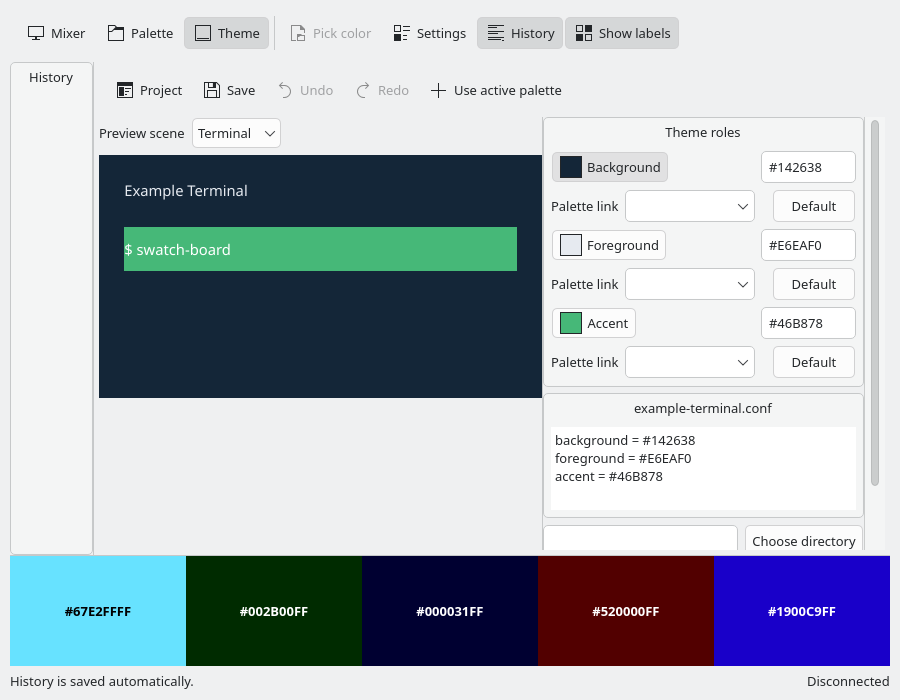 Mixer Palette Theme Pick color Settings History Show labels
History
Project Save Undo Redo Use active palette
Preview scene Terminal
Example Terminal
$ swatch-board
Theme roles
Background #142638
Palette link Default
Foreground #E6EAF0
Palette link Default
Accent #46B878
Palette link Default
example-terminal.conf
background = #142638
foreground = #E6EAF0
accent = #46B878
Choose directory
#67E2FFFF #002B00FF #000031FF #520000FF #1900C9FF
History is saved automatically. Disconnected